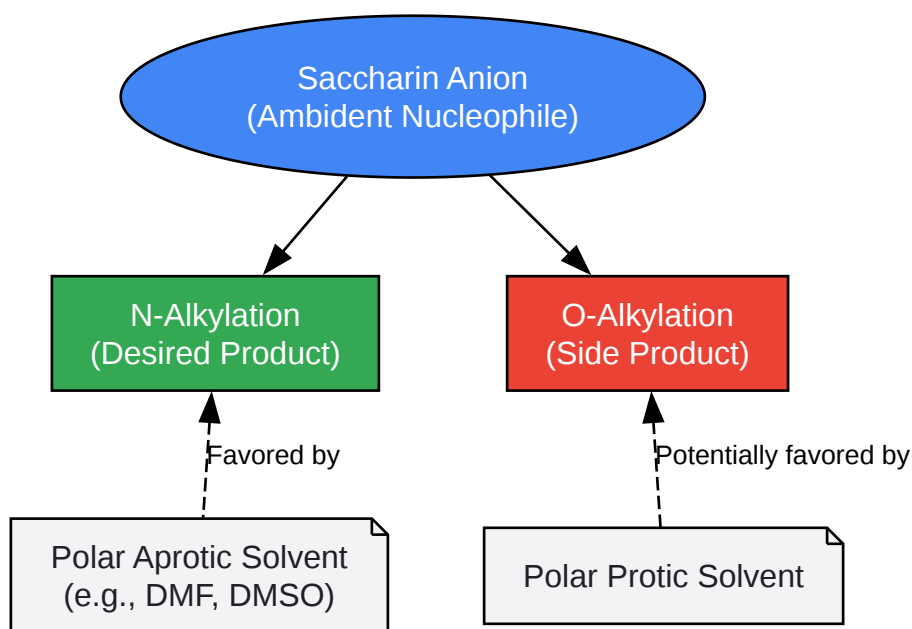 Saccharin Anion
(Ambident Nucleophile)
N-Alkylation
(Desired Product)
O-Alkylation
(Side Product)
Favored by
Potentially favored by
Polar Aprotic Solvent
(e.g., DMF, DMSO)
Polar Protic Solvent